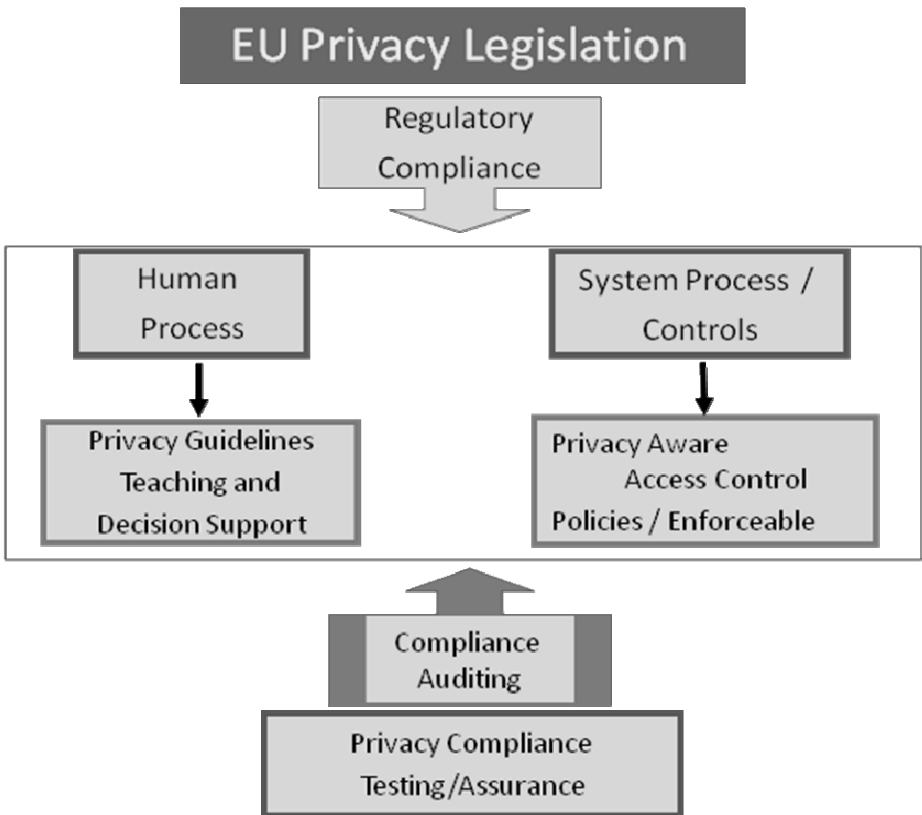 EU Privacy Legislation
Regulatory
Compliance
Human
Process
System Process /
Controls
Privacy Guidelines
Teaching and
Decision Support
Privacy Aware
Access Control
Policies / Enforceable
Compliance
Auditing
Privacy Compliance
Testing/Assurance